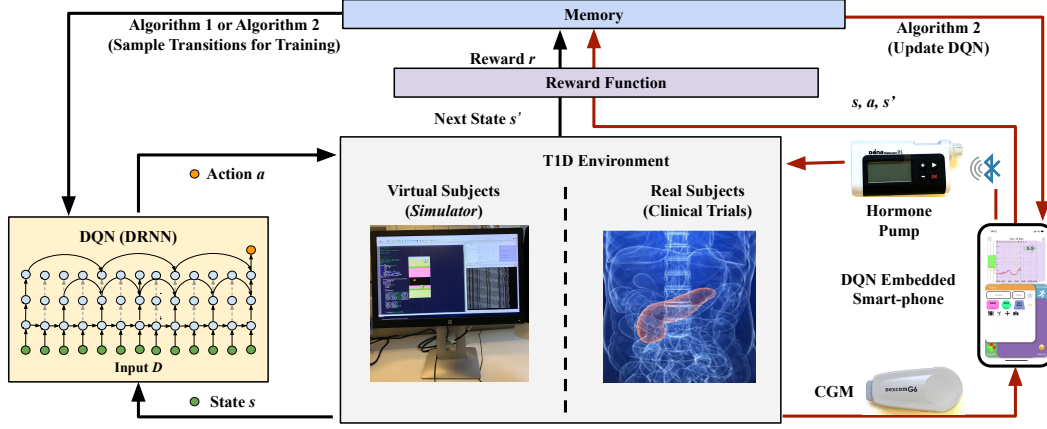 Memory
Algorithm 1 or Algorithm 2
(Sample Transitions for Training)
Algorithm 2
(Update DQN)
Reward r
Reward Function
Next State s'
s, a, s'
T1D Environment
Action a
Virtual Subjects
(Simulator)
Real Subjects
(Clinical Trials)
Hormone
Pump
DQN (DRNN)
DQN Embedded
Smart-phone
Input D
State s
CGM
Dexcom G6